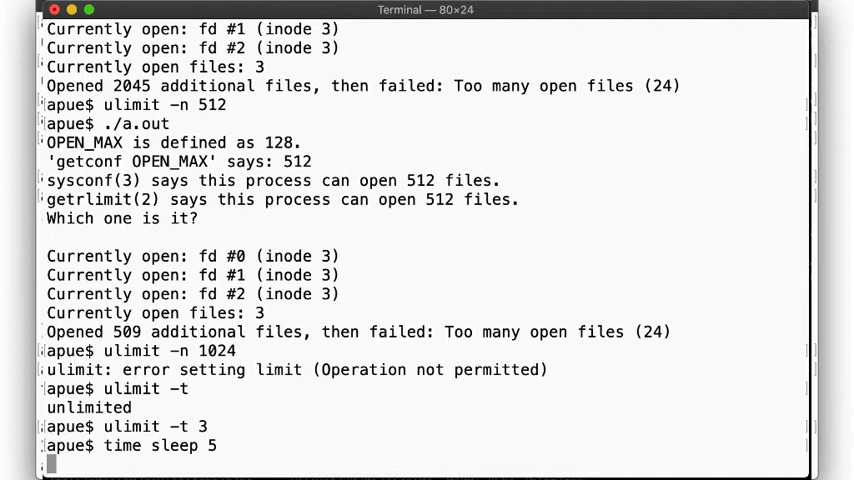 Terminal — 80×24
Currently open: fd #1 (inode 3)
Currently open: fd #2 (inode 3)
Currently open files: 3
Opened 2045 additional files, then failed: Too many open files (24)
apue$ ulimit -n 512
apue$ ./a.out
OPEN_MAX is defined as 128.
'getconf OPEN_MAX' says: 512
sysconf(3) says this process can open 512 files.
getrlimit(2) says this process can open 512 files.
Which one is it?
Currently open: fd #0 (inode 3)
Currently open: fd #1 (inode 3)
Currently open: fd #2 (inode 3)
Currently open files: 3
Opened 509 additional files, then failed: Too many open files (24)
apue$ ulimit -n 1024
ulimit: error setting limit (Operation not permitted)
apue$ ulimit -t
unlimited
apue$ ulimit -t 3
apue$ time sleep 5